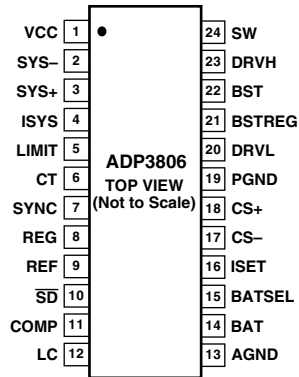 VCC 1
SYS– 2
SYS+ 3
ISYS 4
LIMIT 5
CT 6
SYNC 7
REG 8
REF 9
S̅D̅ 10
COMP 11
LC 12
ADP3806
TOP VIEW
(Not to Scale)
24 SW
23 DRVH
22 BST
21 BSTREG
20 DRVL
19 PGND
18 CS+
17 CS–
16 ISET
15 BATSEL
14 BAT
13 AGND